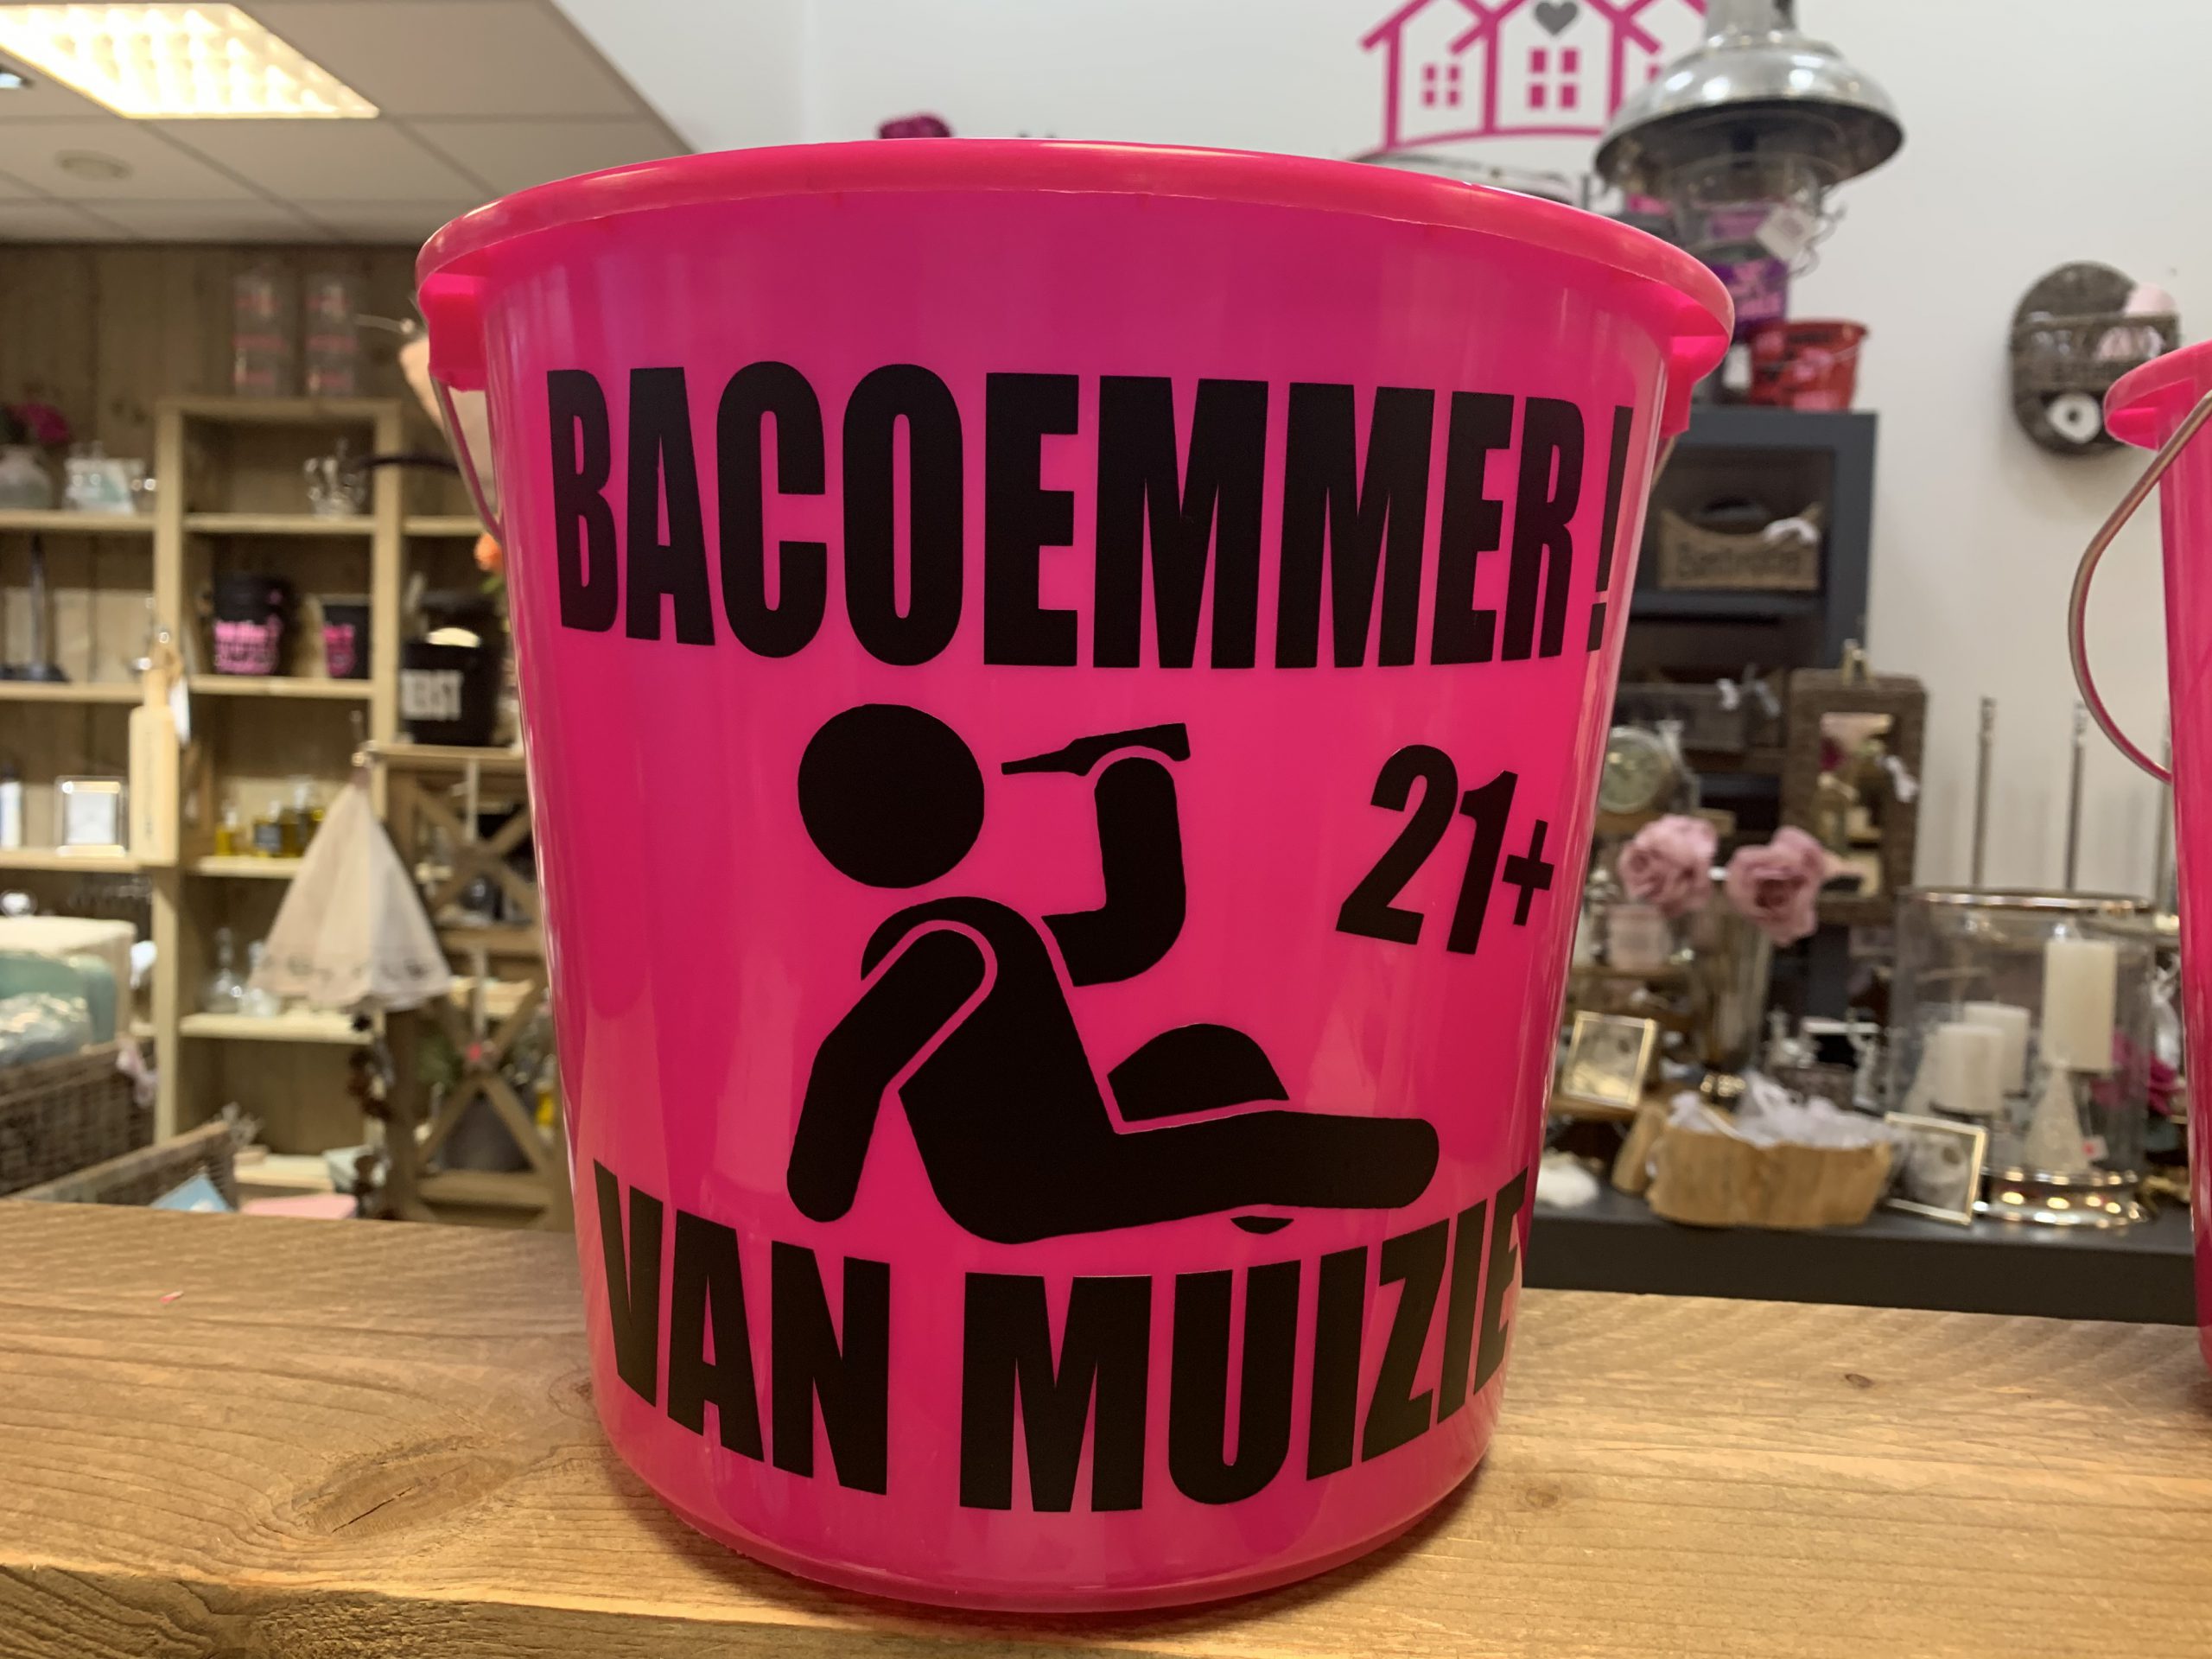 BACOEMMER!
21+
VAN MUIZIE